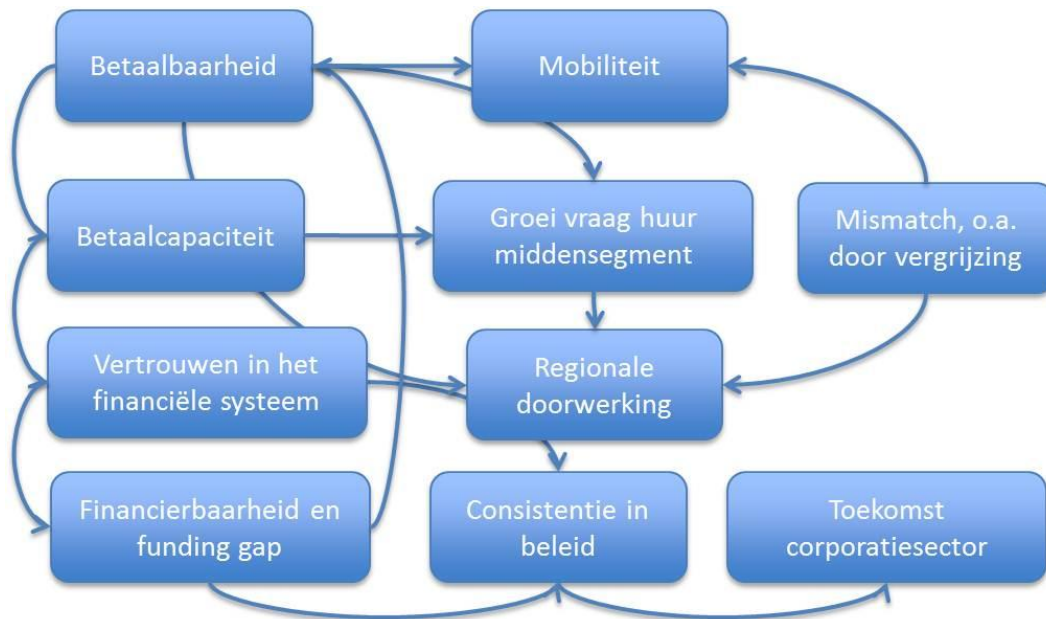 Betaalbaarheid
Mobiliteit
Betaalcapaciteit
Groei vraag huur
middensegment
Mismatch, o.a.
door vergrijzing
Vertrouwen in het
financiële systeem
Regionale
doorwerking
Financierbaarheid en
funding gap
Consistentie in
beleid
Toekomst
corporatiesector